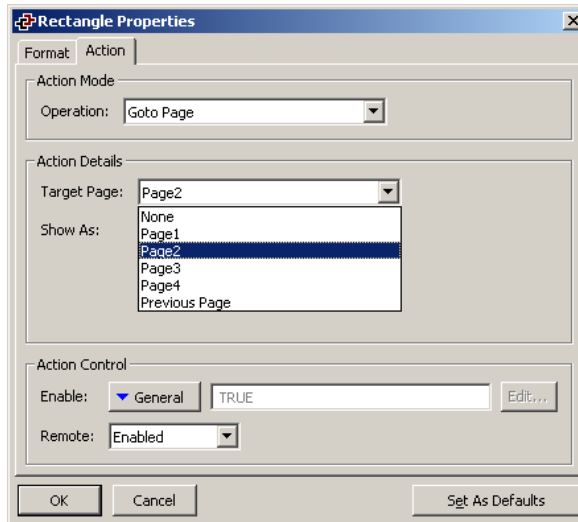 Rectangle Properties
Format Action
Action Mode
Operation: Goto Page
Action Details
Target Page: Page2
Show As:
None
Page1
Page2
Page3
Page4
Previous Page
Action Control
Enable: General TRUE Edit...
Remote: Enabled
OK Cancel Set As Defaults